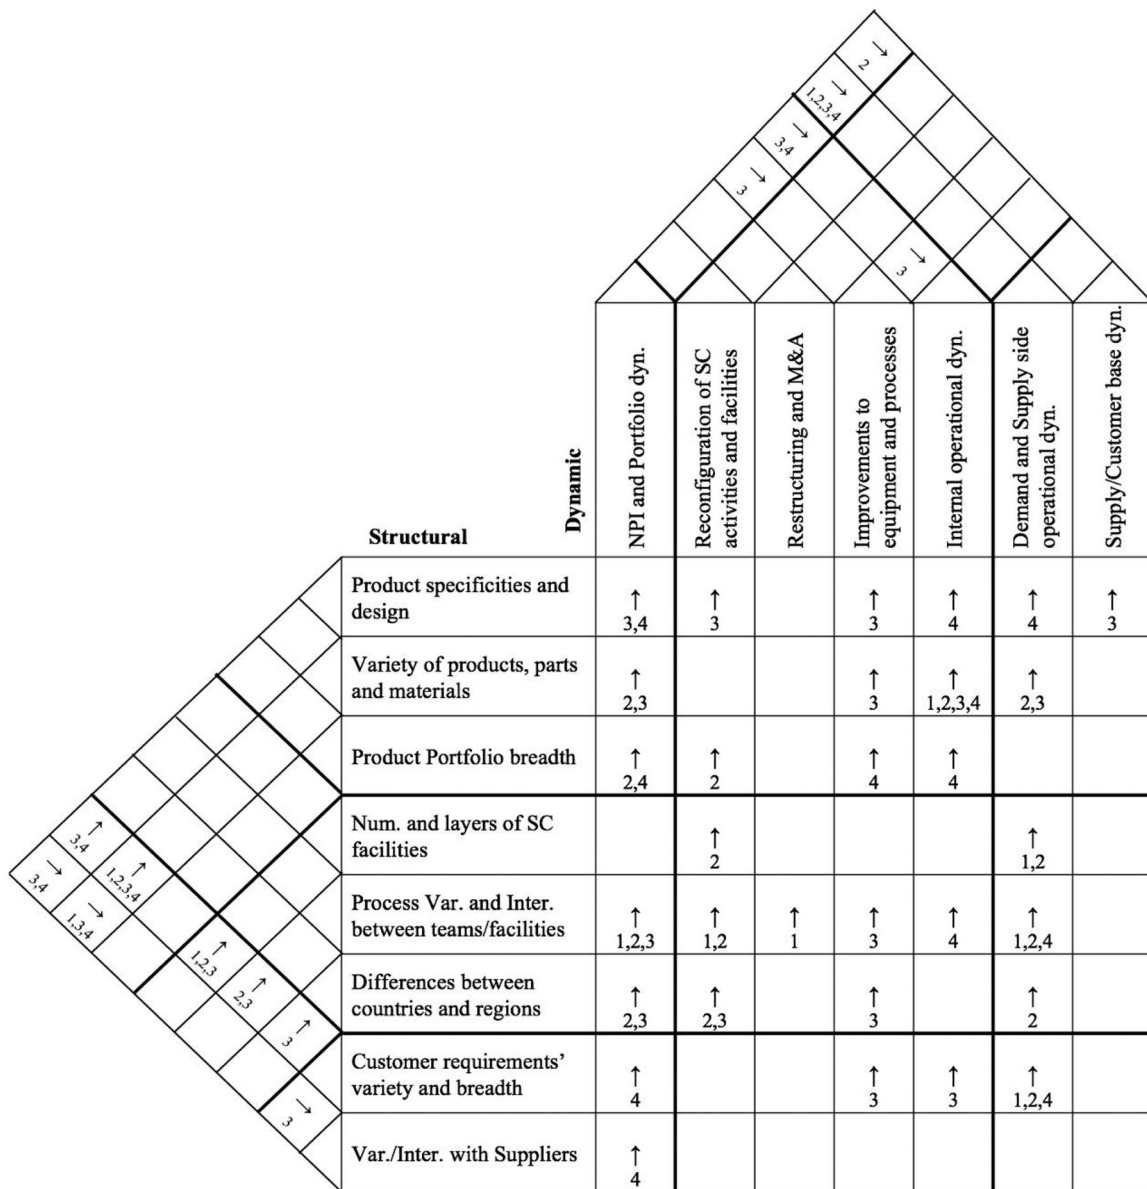 →
2
→
1,2,3,4
→
3,4
→
3
→
3
Dynamic
NPI and Portfolio dyn.
Reconfiguration of SC
activities and facilities
Restructuring and M&A
Improvements to
equipment and processes
Internal operational dyn.
Demand and Supply side
operational dyn.
Supply/Customer base dyn.
Structural
Product specificities and
design
↑ ↑ ↑ ↑ ↑ ↑
3,4 3 3 4 4 3
Variety of products, parts
and materials
↑ ↑ ↑ ↑
2,3 3 1,2,3,4 2,3
Product Portfolio breadth
↑ ↑ ↑ ↑
2,4 2 4 4
Num. and layers of SC
facilities
↑ ↑
2 1,2
Process Var. and Inter.
between teams/facilities
↑ ↑ ↑ ↑ ↑ ↑
1,2,3 1,2 1 3 4 1,2,4
Differences between
countries and regions
↑ ↑ ↑ ↑
2,3 2,3 3 2
Customer requirements’
variety and breadth
↑ ↑ ↑ ↑
4 3 3 1,2,4
Var./Inter. with Suppliers
↑
4
↑
3,4
→
3,4
↑
1,2,3,4
→
1,3,4
↑
1,2,3
↑
2,3
↑
3
→
3